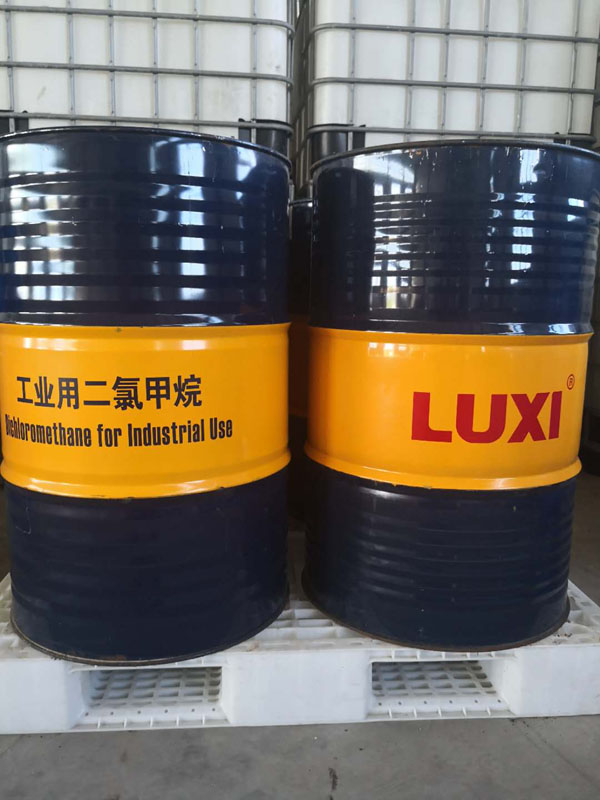 工业用二氯甲烷
Dichloromethane for Industrial Use
LUXI®